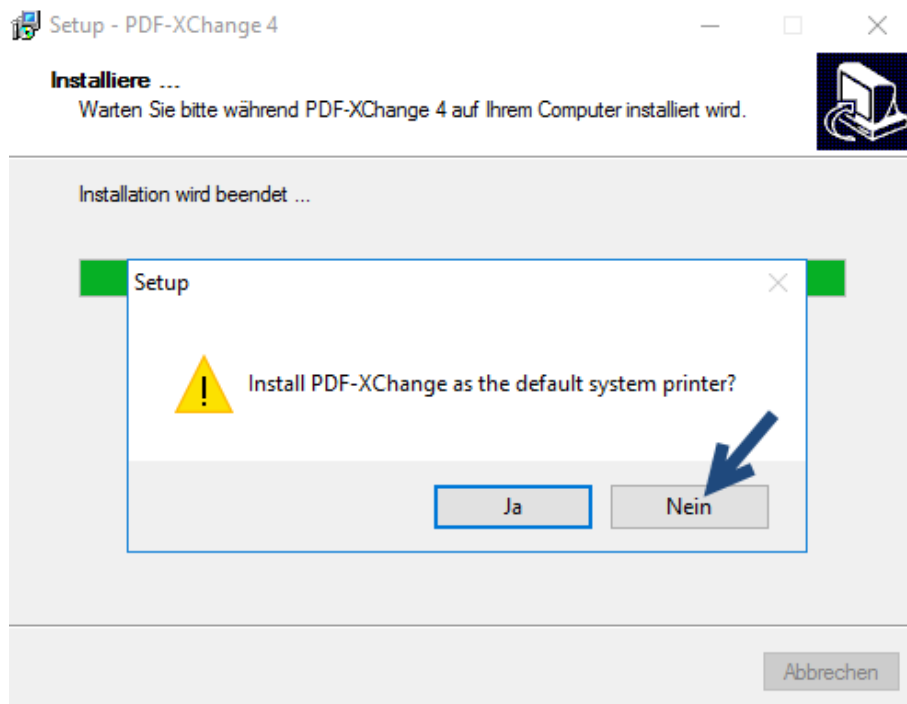 Setup - PDF-XChange 4
Installiere ...
Warten Sie bitte während PDF-XChange 4 auf Ihrem Computer installiert wird.
Installation wird beendet ...
Setup
Install PDF-XChange as the default system printer?
Ja
Nein
Abbrechen